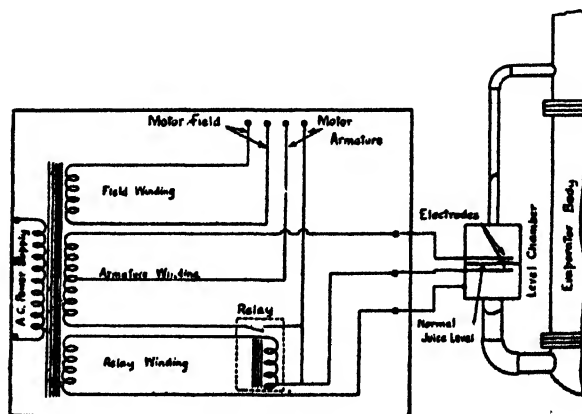 Motor Field
Motor
Armature
Field Winding
A.C. Power Supply
Armature Winding
Relay
Relay Winding
Electrodes
Normal
Juice Level
Level Chamber
Evaporator Body